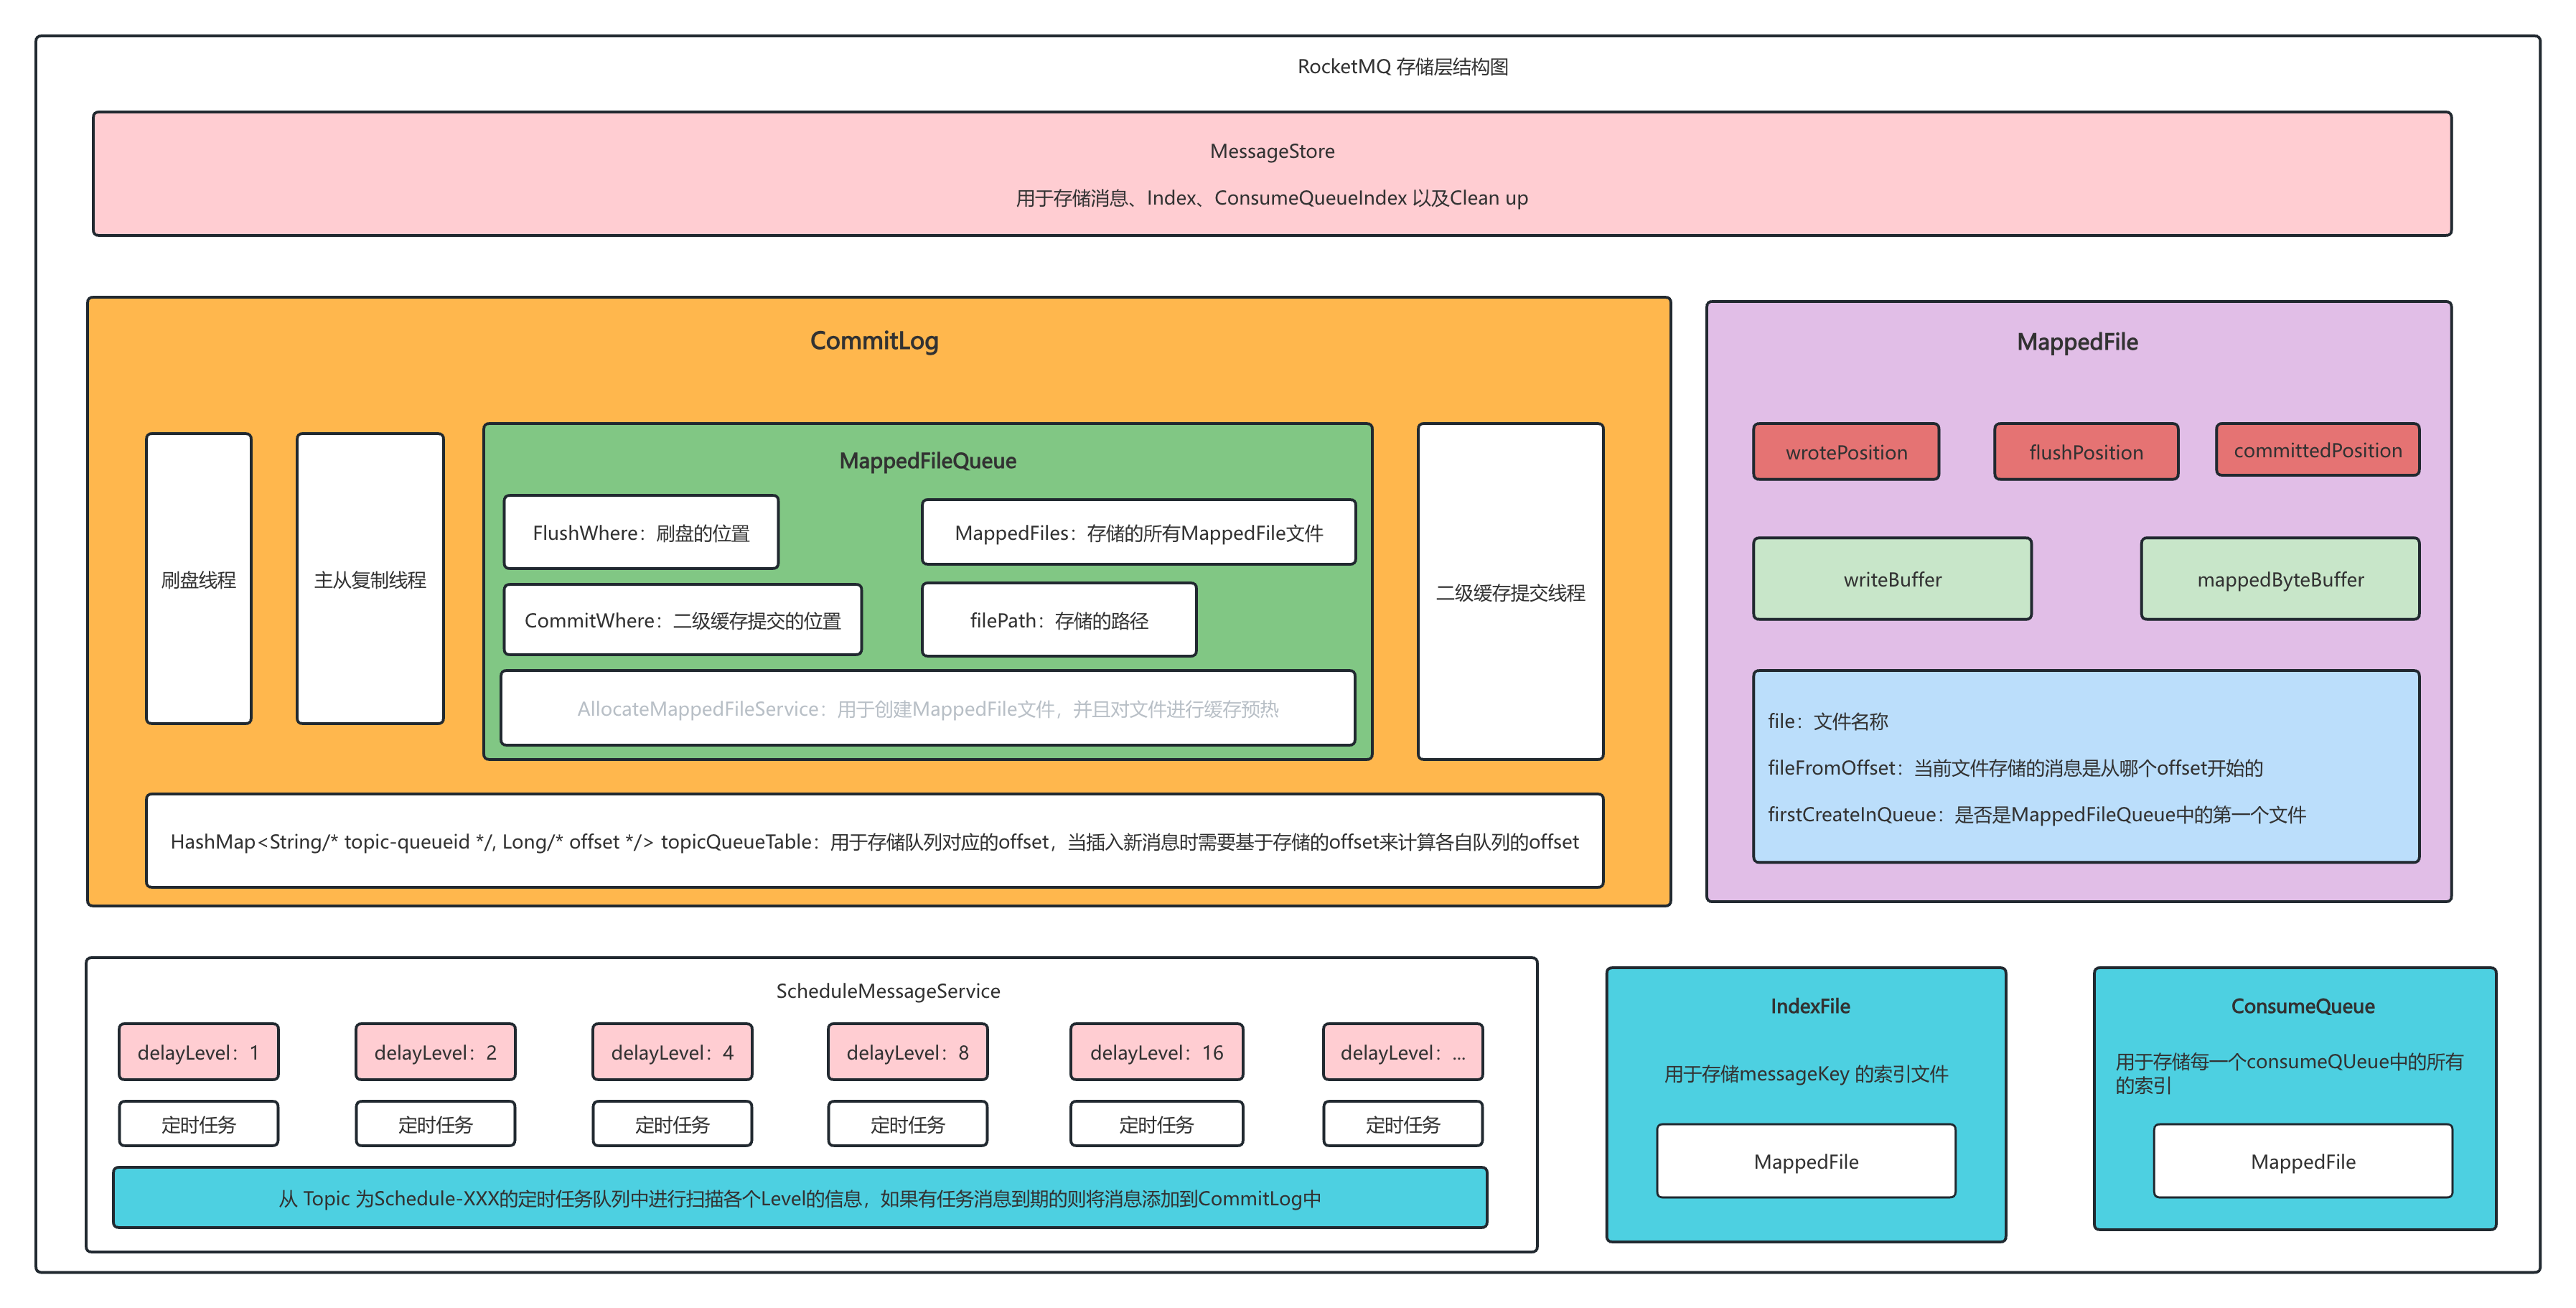 RocketMQ 存储层结构图
MessageStore
用于存储消息、Index、ConsumeQueueIndex 以及Clean up
CommitLog
刷盘线程
主从复制线程
MappedFileQueue
FlushWhere：刷盘的位置
MappedFiles：存储的所有MappedFile文件
CommitWhere：二级缓存提交的位置
filePath：存储的路径
AllocateMappedFileService：用于创建MappedFile文件，并且对文件进行缓存预热
二级缓存提交线程
HashMap<String/* topic-queueid */, Long/* offset */> topicQueueTable：用于存储队列对应的offset，当插入新消息时需要基于存储的offset来计算各自队列的offset
MappedFile
wrotePosition
flushPosition
committedPosition
writeBuffer
mappedByteBuffer
file：文件名称
fileFromOffset：当前文件存储的消息是从哪个offset开始的
firstCreateInQueue：是否是MappedFileQueue中的第一个文件
ScheduleMessageService
delayLevel：1
delayLevel：2
delayLevel：4
delayLevel：8
delayLevel：16
delayLevel：...
定时任务
定时任务
定时任务
定时任务
定时任务
定时任务
从 Topic 为Schedule-XXX的定时任务队列中进行扫描各个Level的信息，如果有任务消息到期的则将消息添加到CommitLog中
IndexFile
用于存储messageKey 的索引文件
MappedFile
ConsumeQueue
用于存储每一个consumeQUeue中的所有
的索引
MappedFile